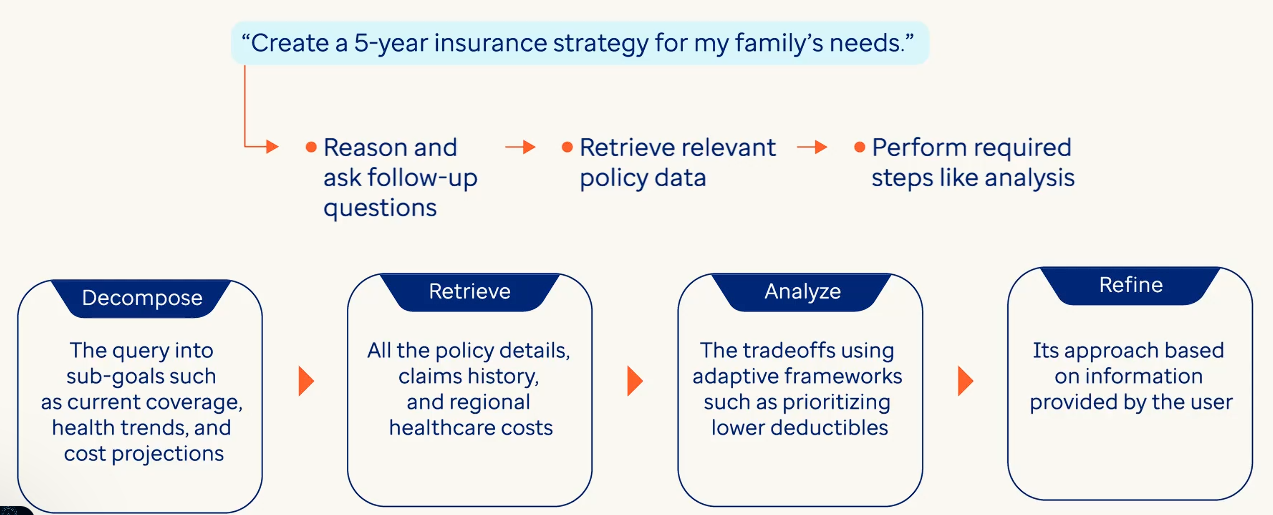 “Create a 5-year insurance strategy for my family’s needs.”
Reason and
ask follow-up
questions
Retrieve relevant
policy data
Perform required
steps like analysis
Decompose
The query into
sub-goals such
as current coverage,
health trends, and
cost projections
Retrieve
All the policy details,
claims history,
and regional
healthcare costs
Analyze
The tradeoffs using
adaptive frameworks
such as prioritizing
lower deductibles
Refine
Its approach based
on information
provided by the user